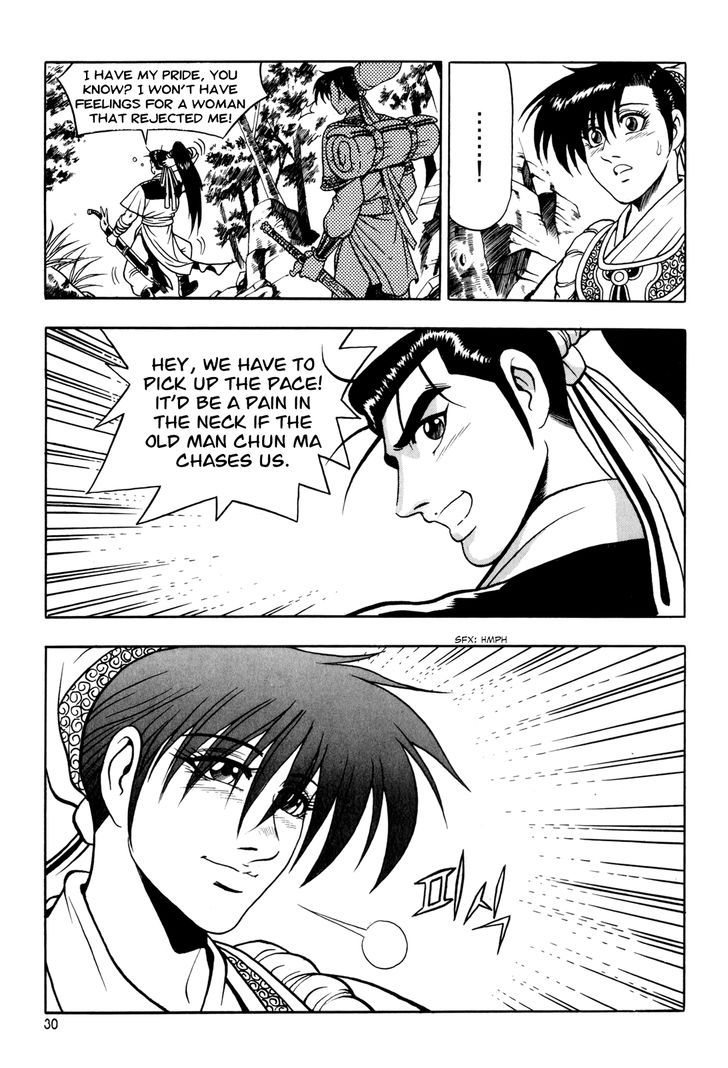 I HAVE MY PRIDE, YOU
KNOW? I WON'T HAVE
FEELINGS FOR A WOMAN
THAT REJECTED ME!
......!
HEY, WE HAVE TO
PICK UP THE PACE!
IT'D BE A PAIN IN
THE NECK IF THE
OLD MAN CHUN MA
CHASES US.
SFX: HMPH
피식
30